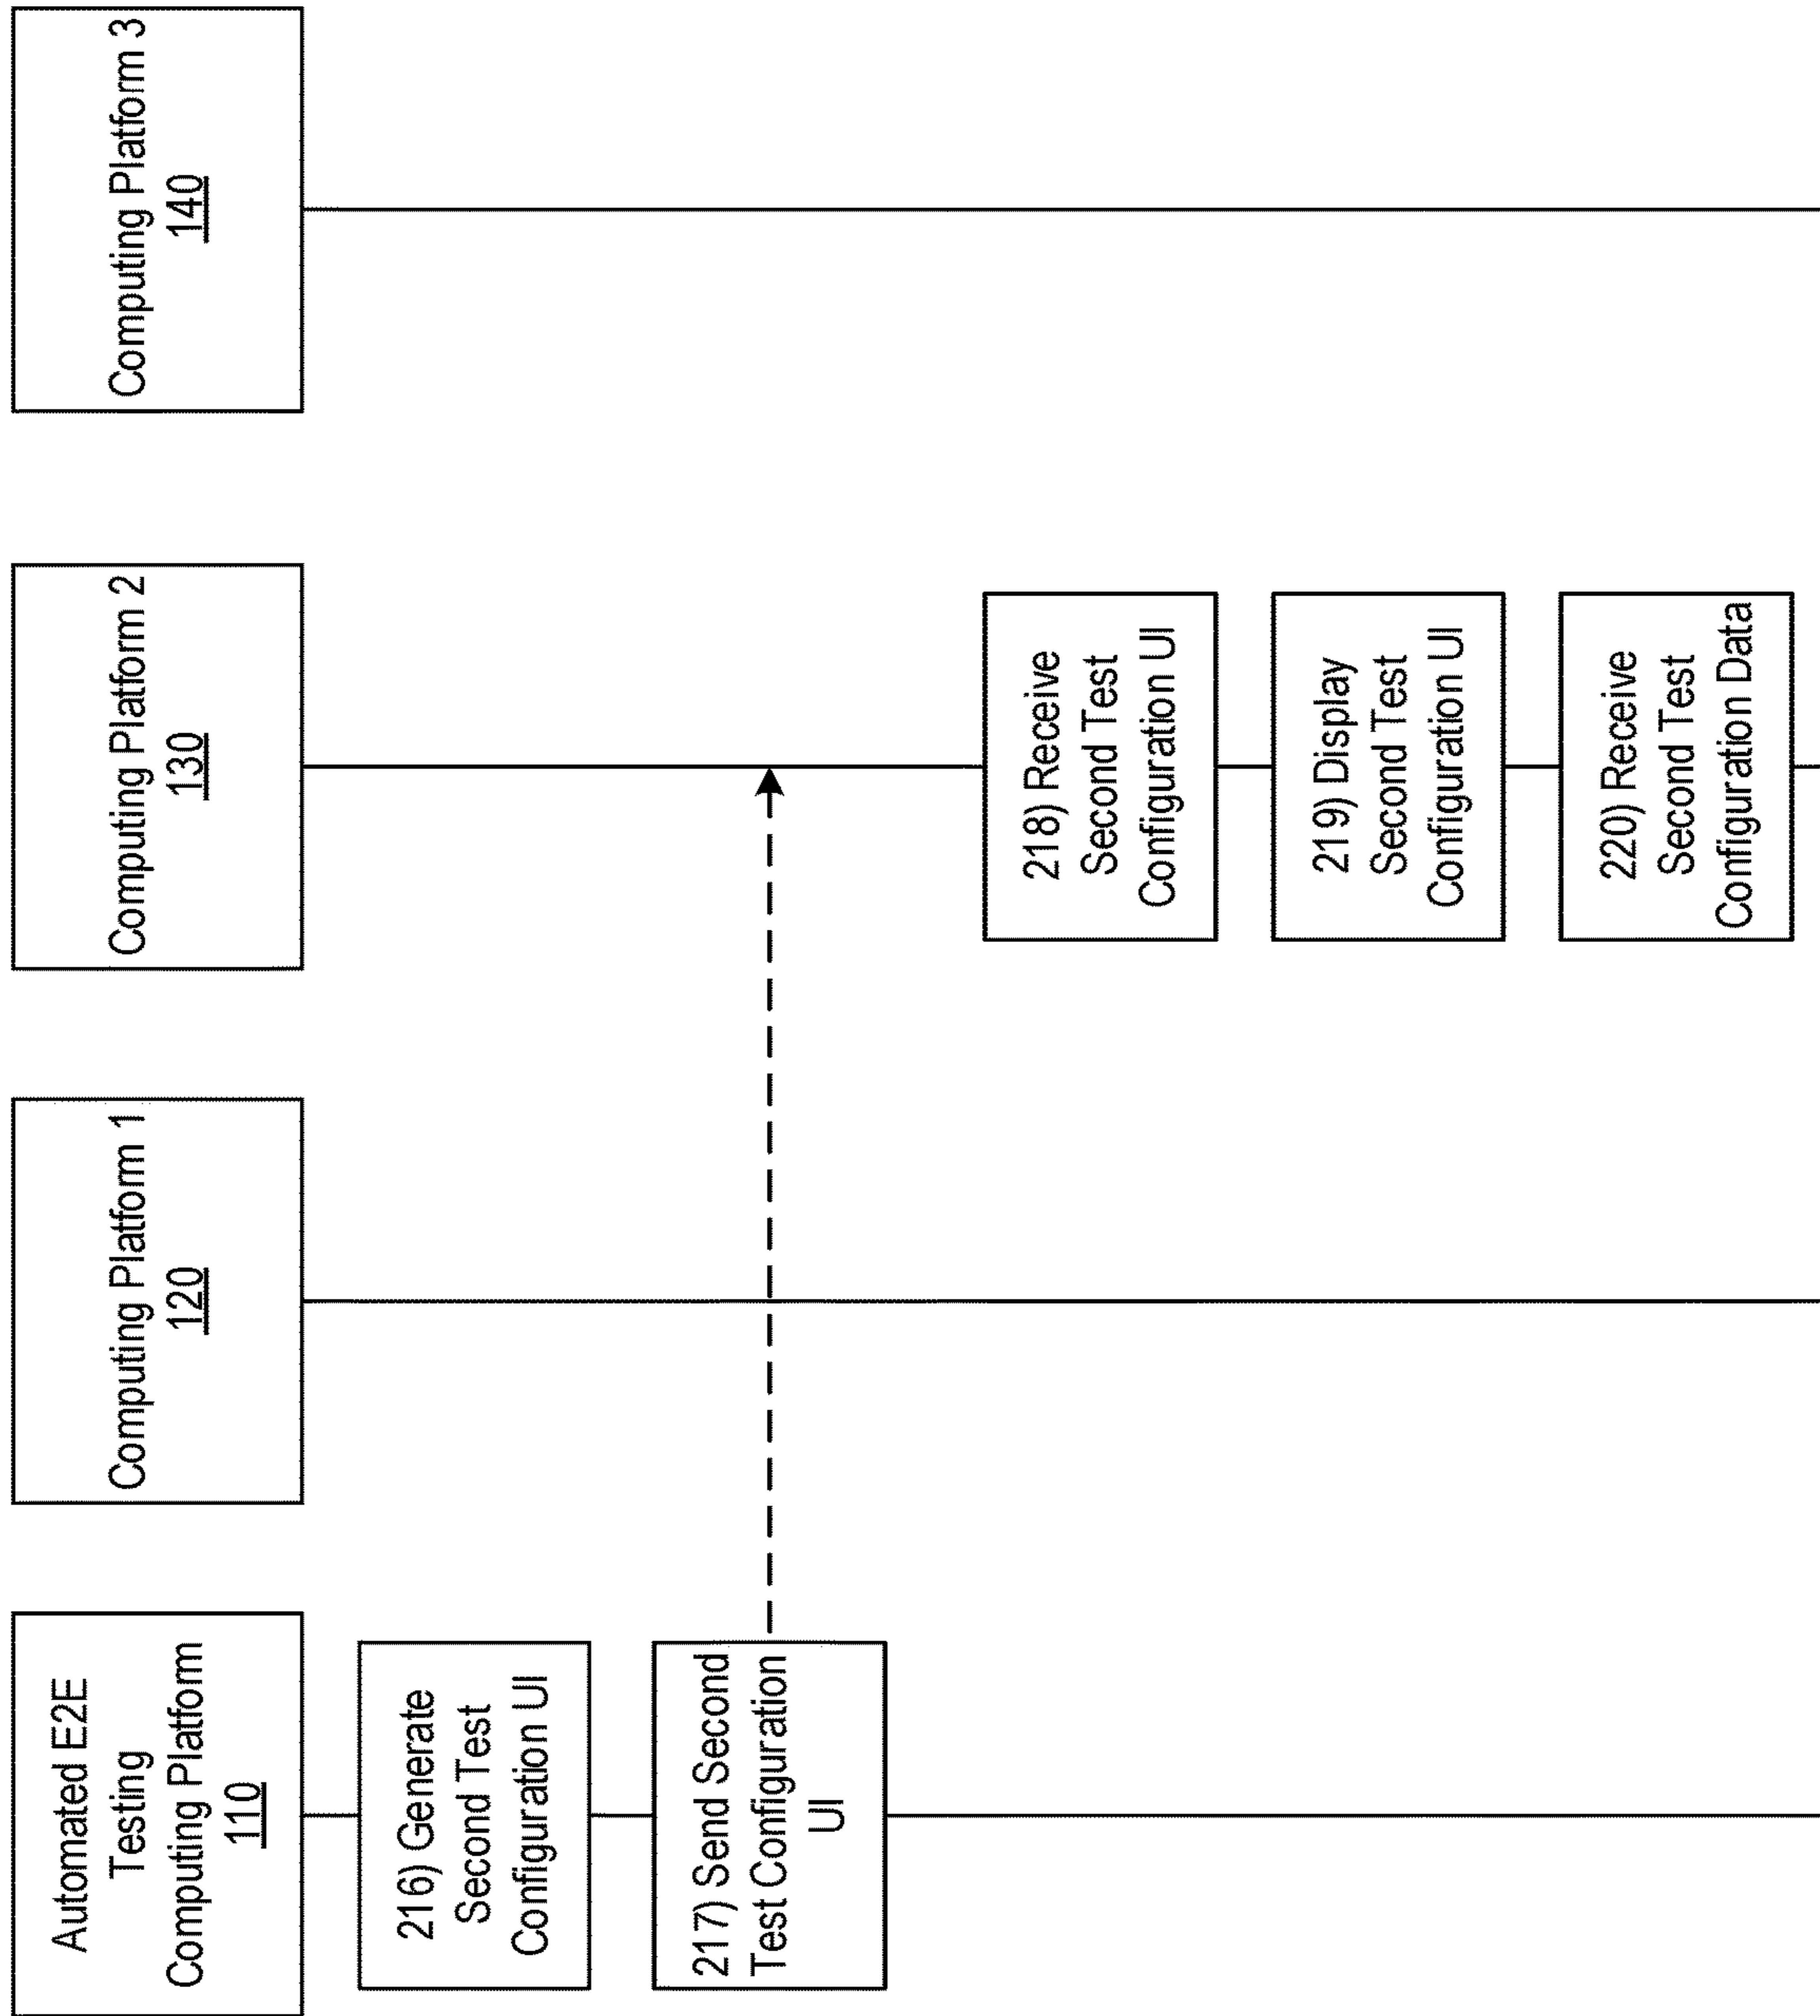 Automated E2E
Testing
Computing Platform
110
Computing Platform 1
120
Computing Platform 2
130
Computing Platform 3
140
216) Generate
Second Test
Configuration UI
217) Send Second
Test Configuration
UI
218) Receive
Second Test
Configuration UI
219) Display
Second Test
Configuration UI
220) Receive
Second Test
Configuration Data